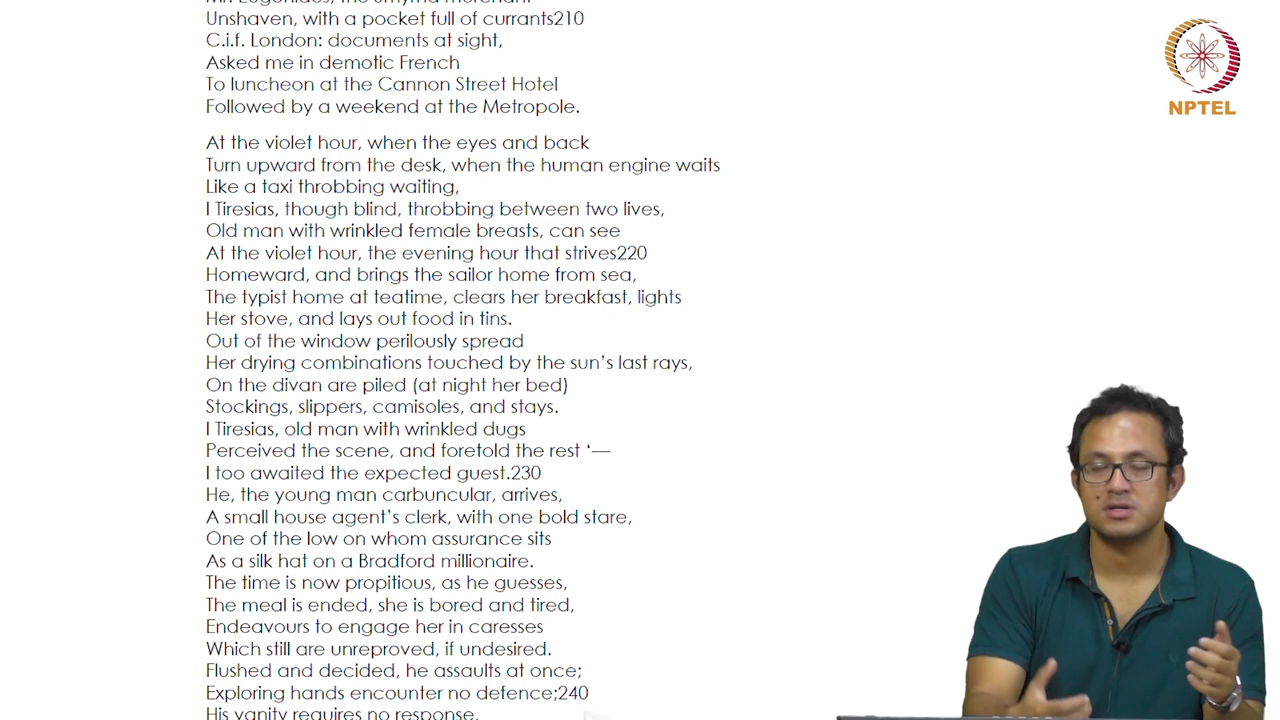 Mr. Eugenides, the Smyrna merchant
Unshaven, with a pocket full of currants210
C.i.f. London: documents at sight,
Asked me in demotic French
To luncheon at the Cannon Street Hotel
Followed by a weekend at the Metropole.
At the violet hour, when the eyes and back
Turn upward from the desk, when the human engine waits
Like a taxi throbbing waiting,
I Tiresias, though blind, throbbing between two lives,
Old man with wrinkled female breasts, can see
At the violet hour, the evening hour that strives220
Homeward, and brings the sailor home from sea,
The typist home at teatime, clears her breakfast, lights
Her stove, and lays out food in tins.
Out of the window perilously spread
Her drying combinations touched by the sun’s last rays,
On the divan are piled (at night her bed)
Stockings, slippers, camisoles, and stays.
I Tiresias, old man with wrinkled dugs
Perceived the scene, and foretold the rest ‘—
I too awaited the expected guest.230
He, the young man carbuncular, arrives,
A small house agent’s clerk, with one bold stare,
One of the low on whom assurance sits
As a silk hat on a Bradford millionaire.
The time is now propitious, as he guesses,
The meal is ended, she is bored and tired,
Endeavours to engage her in caresses
Which still are unreproved, if undesired.
Flushed and decided, he assaults at once;
Exploring hands encounter no defence;240
His vanity requires no response,
NPTEL